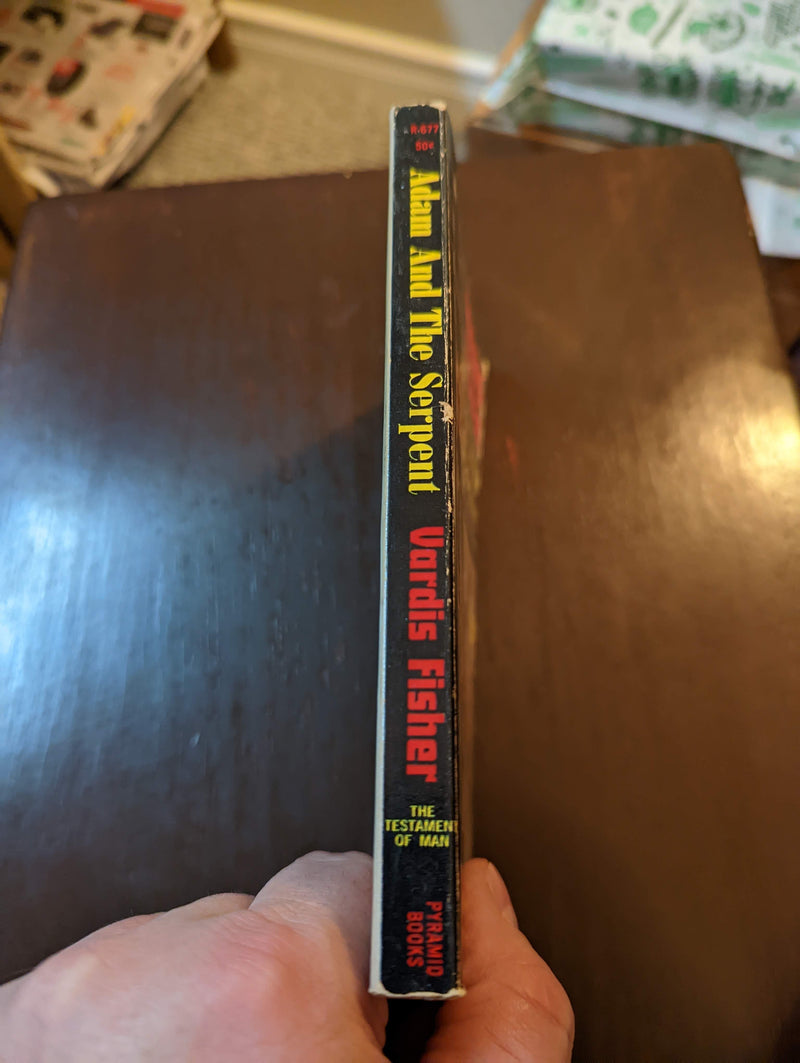 R-677
50¢
Adam And The Serpent
Vardis Fisher
THE
TESTAMENT
OF MAN
PYRAMID
BOOKS